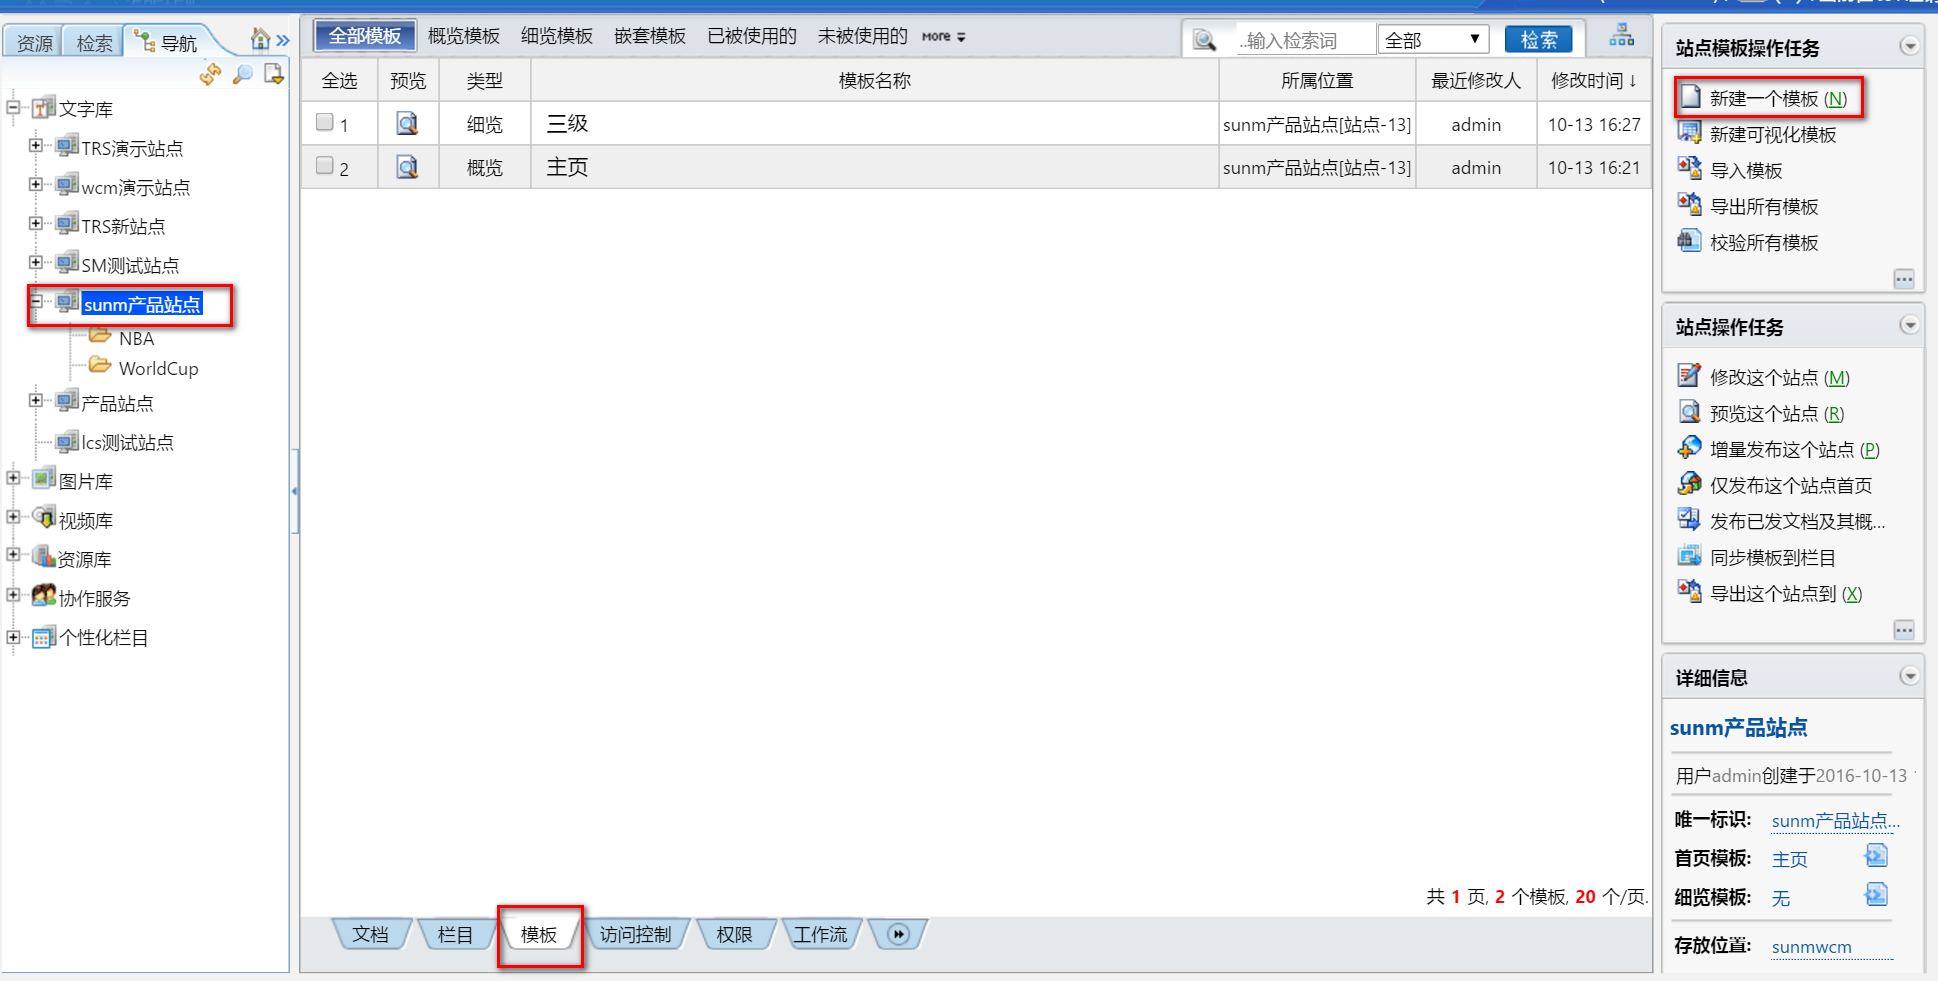 资源 检索 导航
文字库
TRS演示站点
wcm演示站点
TRS新站点
SM测试站点
sunm产品站点
NBA
WorldCup
产品站点
lcs测试站点
图片库
视频库
资源库
协作服务
个性化栏目
全部模板 概览模板 细览模板 嵌套模板 已被使用的 未被使用的 more ..输入检索词 全部 检索
全选 预览 类型 模板名称 所属位置 最近修改人 修改时间↓
1 细览 三级 sunm产品站点[站点-13] admin 10-13 16:27
2 概览 主页 sunm产品站点[站点-13] admin 10-13 16:21
共 1 页, 2 个模板, 20 个/页.
文档 栏目 模板 访问控制 权限 工作流
站点模板操作任务
新建一个模板 (N)
新建可视化模板
导入模板
导出所有模板
校验所有模板
站点操作任务
修改这个站点 (M)
预览这个站点 (R)
增量发布这个站点 (P)
仅发布这个站点首页
发布已发文档及其概...
同步模板到栏目
导出这个站点到 (X)
详细信息
sunm产品站点
用户admin创建于2016-10-13
唯一标识: sunm产品站点...
首页模板: 主页
细览模板: 无
存放位置: sunmwcm